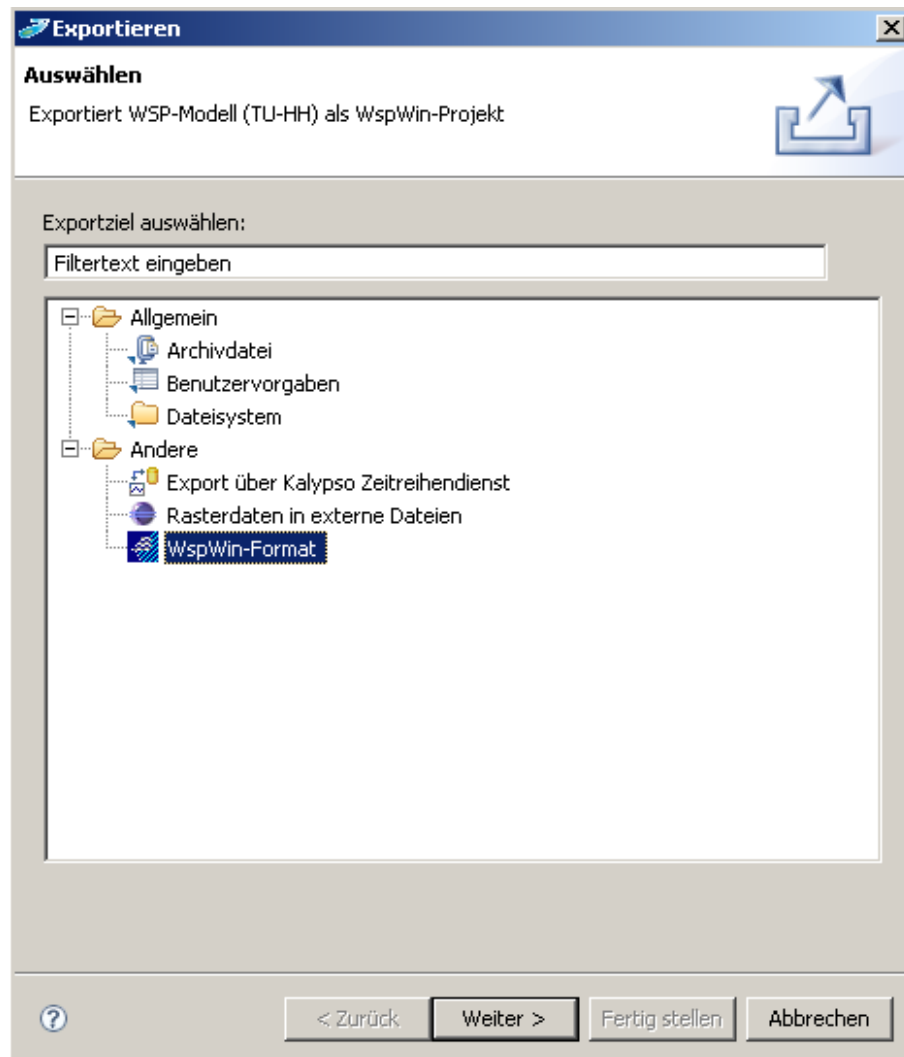 Exportieren
Auswählen
Exportiert WSP-Modell (TU-HH) als WspWin-Projekt
Exportziel auswählen:
Filtertext eingeben
Allgemein
Archivdatei
Benutzervorgaben
Dateisystem
Andere
Export über Kalypso Zeitreihendienst
Rasterdaten in externe Dateien
WspWin-Format
< Zurück Weiter > Fertig stellen Abbrechen